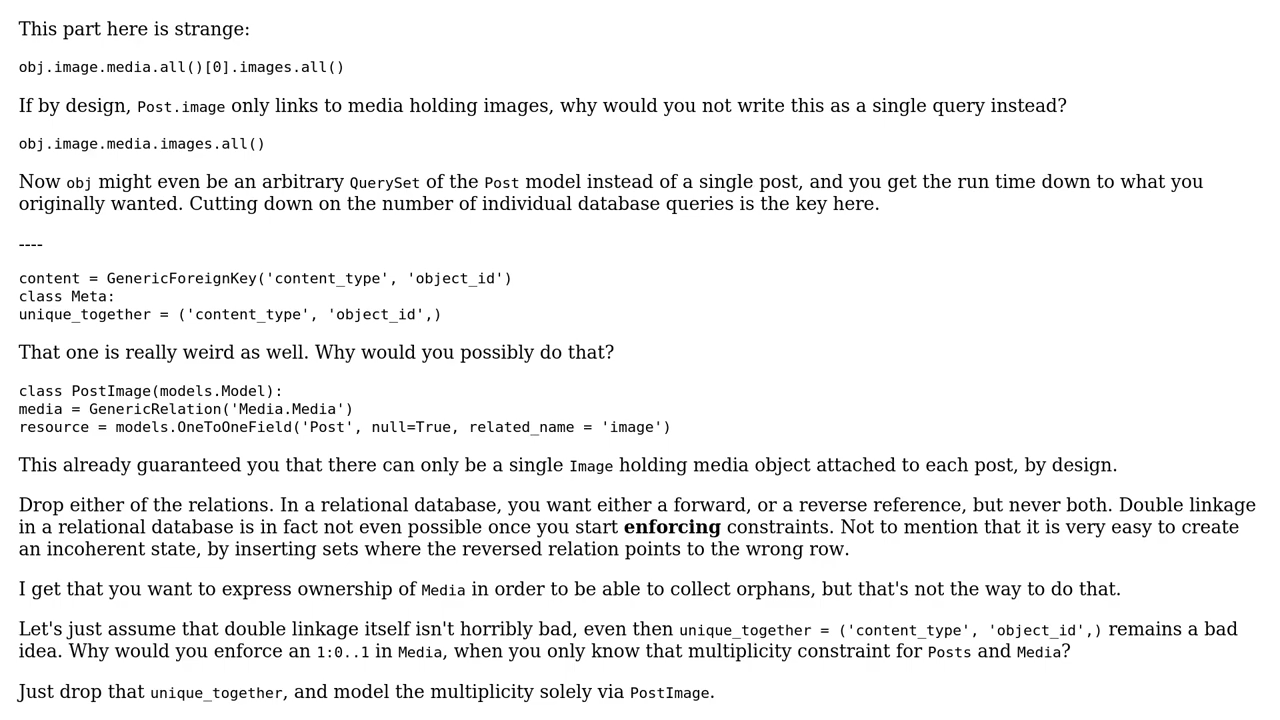 This part here is strange:
obj.image.media.all()[0].images.all()
If by design, Post.image only links to media holding images, why would you not write this as a single query instead?
obj.image.media.images.all()
Now obj might even be an arbitrary QuerySet of the Post model instead of a single post, and you get the run time down to what you
originally wanted. Cutting down on the number of individual database queries is the key here.
----
content = GenericForeignKey('content_type', 'object_id')
class Meta:
unique_together = ('content_type', 'object_id',)
That one is really weird as well. Why would you possibly do that?
class PostImage(models.Model):
media = GenericRelation('Media.Media')
resource = models.OneToOneField('Post', null=True, related_name = 'image')
This already guaranteed you that there can only be a single Image holding media object attached to each post, by design.
Drop either of the relations. In a relational database, you want either a forward, or a reverse reference, but never both. Double linkage
in a relational database is in fact not even possible once you start enforcing constraints. Not to mention that it is very easy to create
an incoherent state, by inserting sets where the reversed relation points to the wrong row.
I get that you want to express ownership of Media in order to be able to collect orphans, but that's not the way to do that.
Let's just assume that double linkage itself isn't horribly bad, even then unique_together = ('content_type', 'object_id',) remains a bad
idea. Why would you enforce an 1:0..1 in Media, when you only know that multiplicity constraint for Posts and Media?
Just drop that unique_together, and model the multiplicity solely via PostImage.